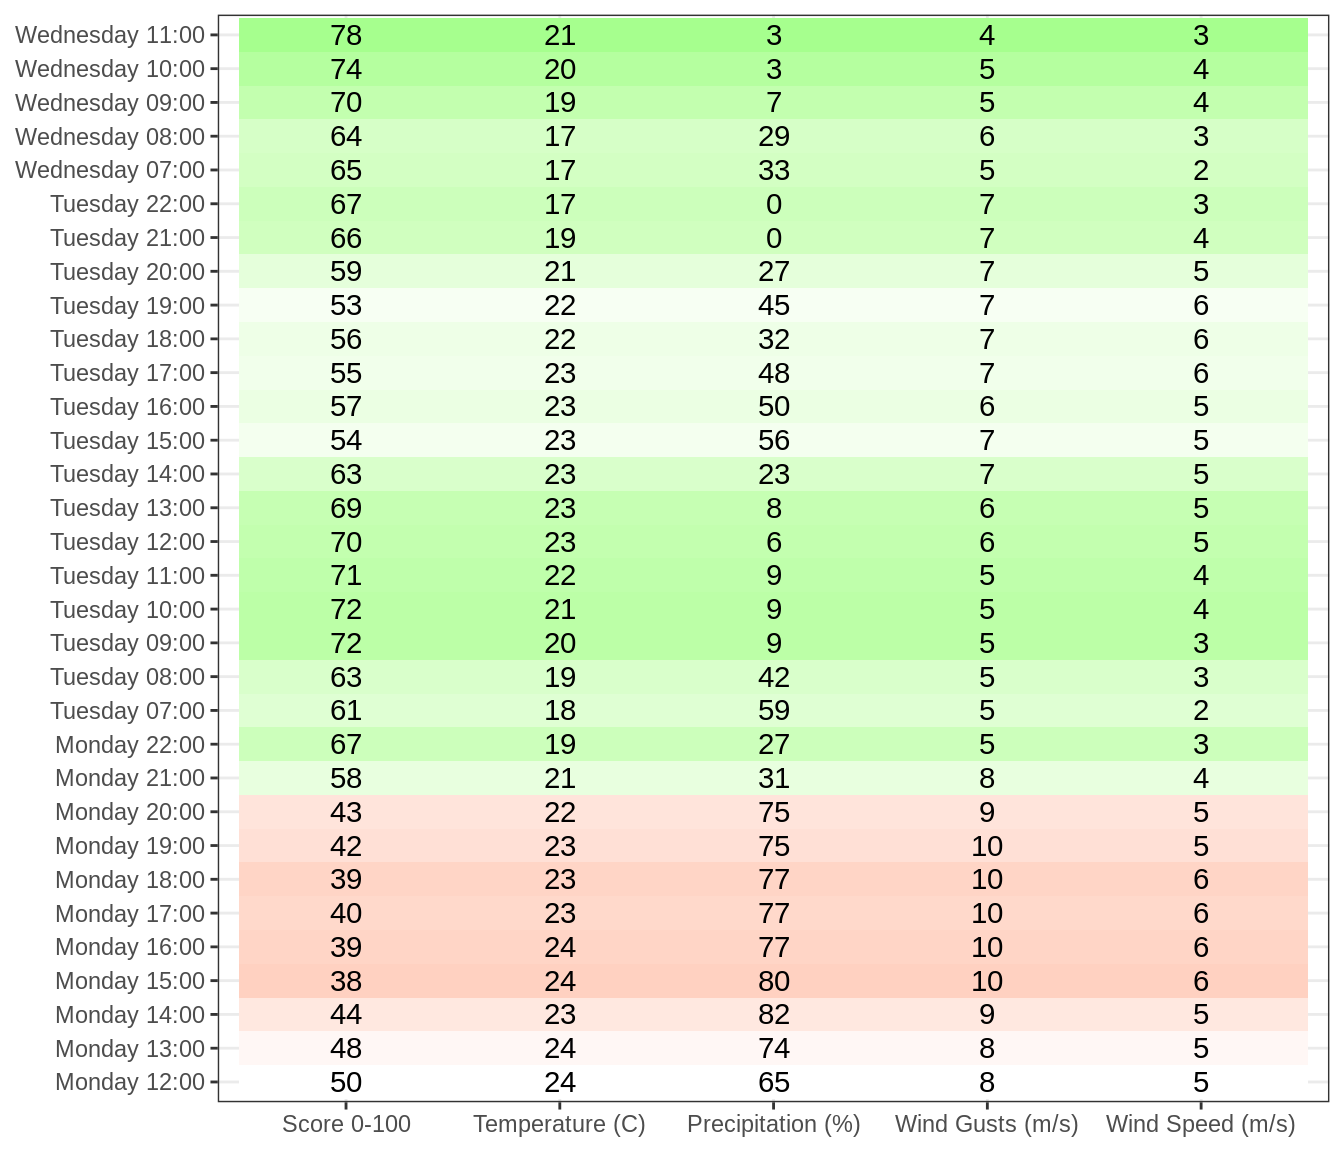 Wednesday 11:00 78 21 3 4 3
Wednesday 10:00 74 20 3 5 4
Wednesday 09:00 70 19 7 5 4
Wednesday 08:00 64 17 29 6 3
Wednesday 07:00 65 17 33 5 2
Tuesday 22:00 67 17 0 7 3
Tuesday 21:00 66 19 0 7 4
Tuesday 20:00 59 21 27 7 5
Tuesday 19:00 53 22 45 7 6
Tuesday 18:00 56 22 32 7 6
Tuesday 17:00 55 23 48 7 6
Tuesday 16:00 57 23 50 6 5
Tuesday 15:00 54 23 56 7 5
Tuesday 14:00 63 23 23 7 5
Tuesday 13:00 69 23 8 6 5
Tuesday 12:00 70 23 6 6 5
Tuesday 11:00 71 22 9 5 4
Tuesday 10:00 72 21 9 5 4
Tuesday 09:00 72 20 9 5 3
Tuesday 08:00 63 19 42 5 3
Tuesday 07:00 61 18 59 5 2
Monday 22:00 67 19 27 5 3
Monday 21:00 58 21 31 8 4
Monday 20:00 43 22 75 9 5
Monday 19:00 42 23 75 10 5
Monday 18:00 39 23 77 10 6
Monday 17:00 40 23 77 10 6
Monday 16:00 39 24 77 10 6
Monday 15:00 38 24 80 10 6
Monday 14:00 44 23 82 9 5
Monday 13:00 48 24 74 8 5
Monday 12:00 50 24 65 8 5
Score 0-100 Temperature (C) Precipitation (%) Wind Gusts (m/s) Wind Speed (m/s)